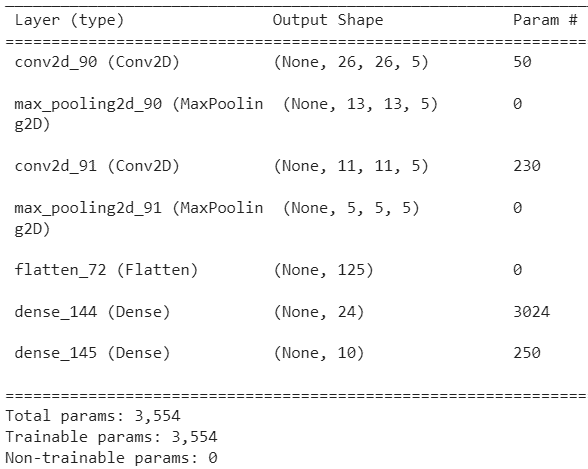 Layer (type) Output Shape Param #
=================================================================
conv2d_90 (Conv2D) (None, 26, 26, 5) 50
max_pooling2d_90 (MaxPoolin (None, 13, 13, 5) 0
g2D)
conv2d_91 (Conv2D) (None, 11, 11, 5) 230
max_pooling2d_91 (MaxPoolin (None, 5, 5, 5) 0
g2D)
flatten_72 (Flatten) (None, 125) 0
dense_144 (Dense) (None, 24) 3024
dense_145 (Dense) (None, 10) 250
=================================================================
Total params: 3,554
Trainable params: 3,554
Non-trainable params: 0